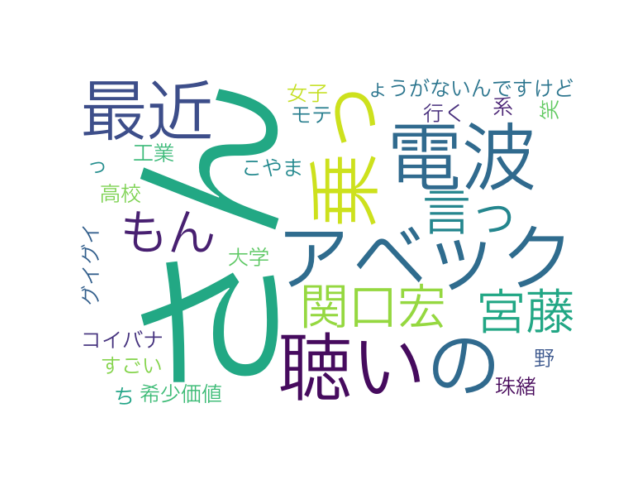 さん
最近
電波
乗っ
アベック
聴い
の
言っ
もん
関口宏
宮藤
女子
モテ
ょうがないんですけど
行く
系
笑
っ
工業
高校
こやま
大学
グイグイ
コイバナ
すごい
ち
希少価値
野
珠緒